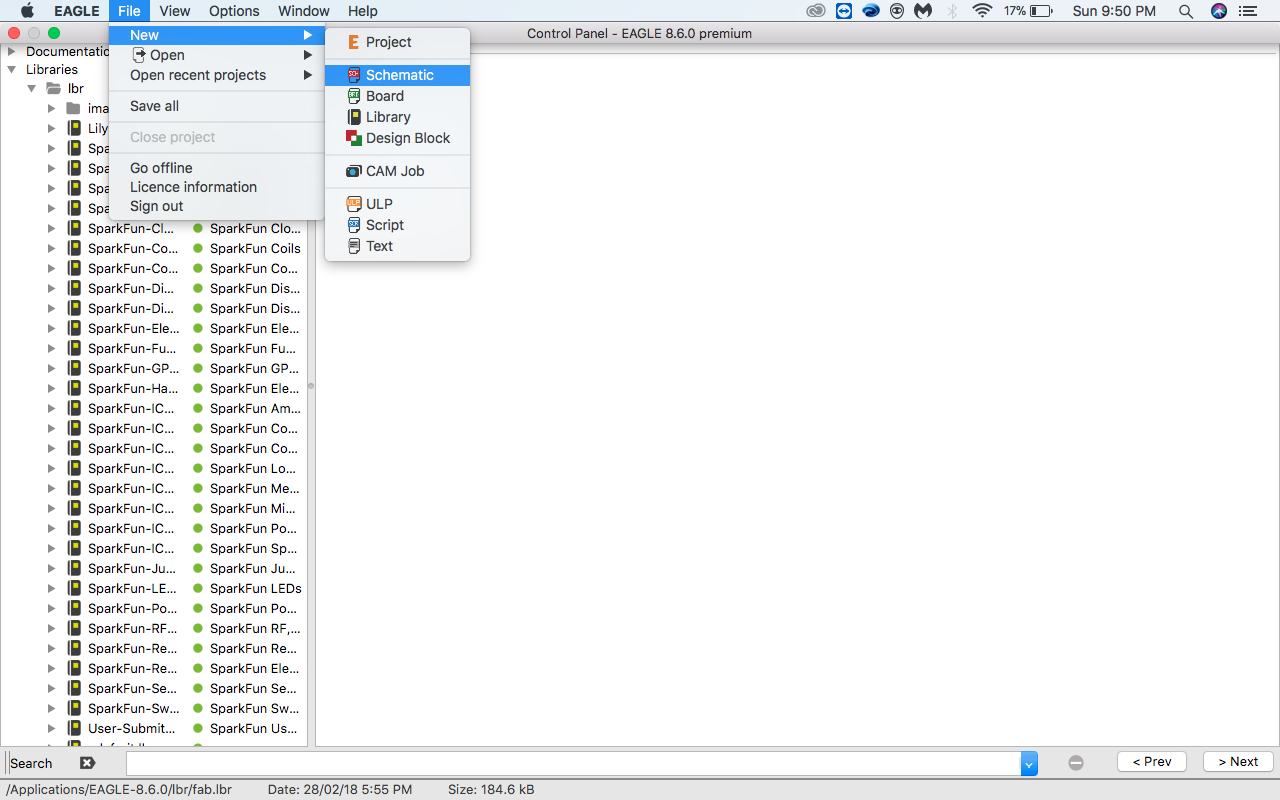 EAGLE File View Options Window Help 17% Sun 9:50 PM
Control Panel - EAGLE 8.6.0 premium
New
Open
Open recent projects
Save all
Close project
Go offline
Licence information
Sign out
Project
Schematic
Board
Library
Design Block
CAM Job
ULP
Script
Text
Documentatio
Libraries
lbr
ima
Lily
Spa
Spa
Spa
Spa
SparkFun-Cl... SparkFun Clo...
SparkFun-Co... SparkFun Coils
SparkFun-Co... SparkFun Co...
SparkFun-Di... SparkFun Dis...
SparkFun-Di... SparkFun Dis...
SparkFun-Ele... SparkFun Ele...
SparkFun-Fu... SparkFun Fu...
SparkFun-GP... SparkFun GP...
SparkFun-Ha... SparkFun Ele...
SparkFun-IC... SparkFun Am...
SparkFun-IC... SparkFun Co...
SparkFun-IC... SparkFun Co...
SparkFun-IC... SparkFun Lo...
SparkFun-IC... SparkFun Me...
SparkFun-IC... SparkFun Mi...
SparkFun-IC... SparkFun Po...
SparkFun-IC... SparkFun Sp...
SparkFun-Ju... SparkFun Ju...
SparkFun-LE... SparkFun LEDs
SparkFun-Po... SparkFun Po...
SparkFun-RF... SparkFun RF,...
SparkFun-Re... SparkFun Re...
SparkFun-Re... SparkFun Ele...
SparkFun-Se... SparkFun Se...
SparkFun-Sw... SparkFun Sw...
User-Submit... SparkFun Us...
Search < Prev > Next
/Applications/EAGLE-8.6.0/lbr/fab.lbr Date: 28/02/18 5:55 PM Size: 184.6 kB